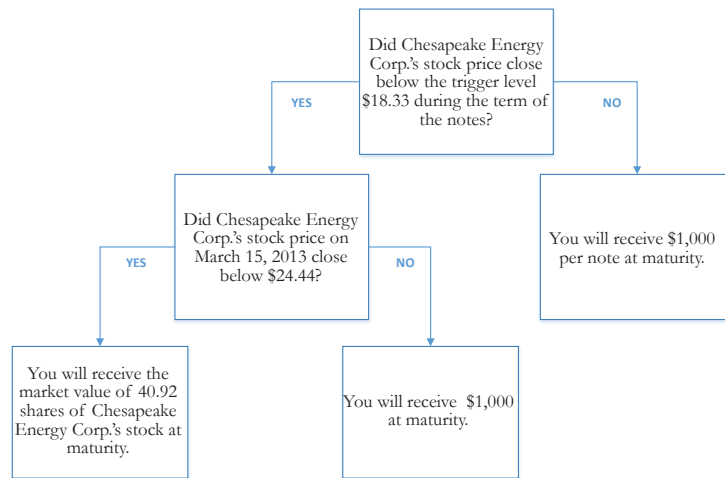 Did Chesapeake Energy
Corp.'s stock price close
below the trigger level
$18.33 during the term of
the notes?
YES
NO
Did Chesapeake Energy
Corp.'s stock price on
March 15, 2013 close
below $24.44?
You will receive $1,000
per note at maturity.
YES
NO
You will receive the
market value of 40.92
shares of Chesapeake
Energy Corp.'s stock at
maturity.
You will receive $1,000
at maturity.